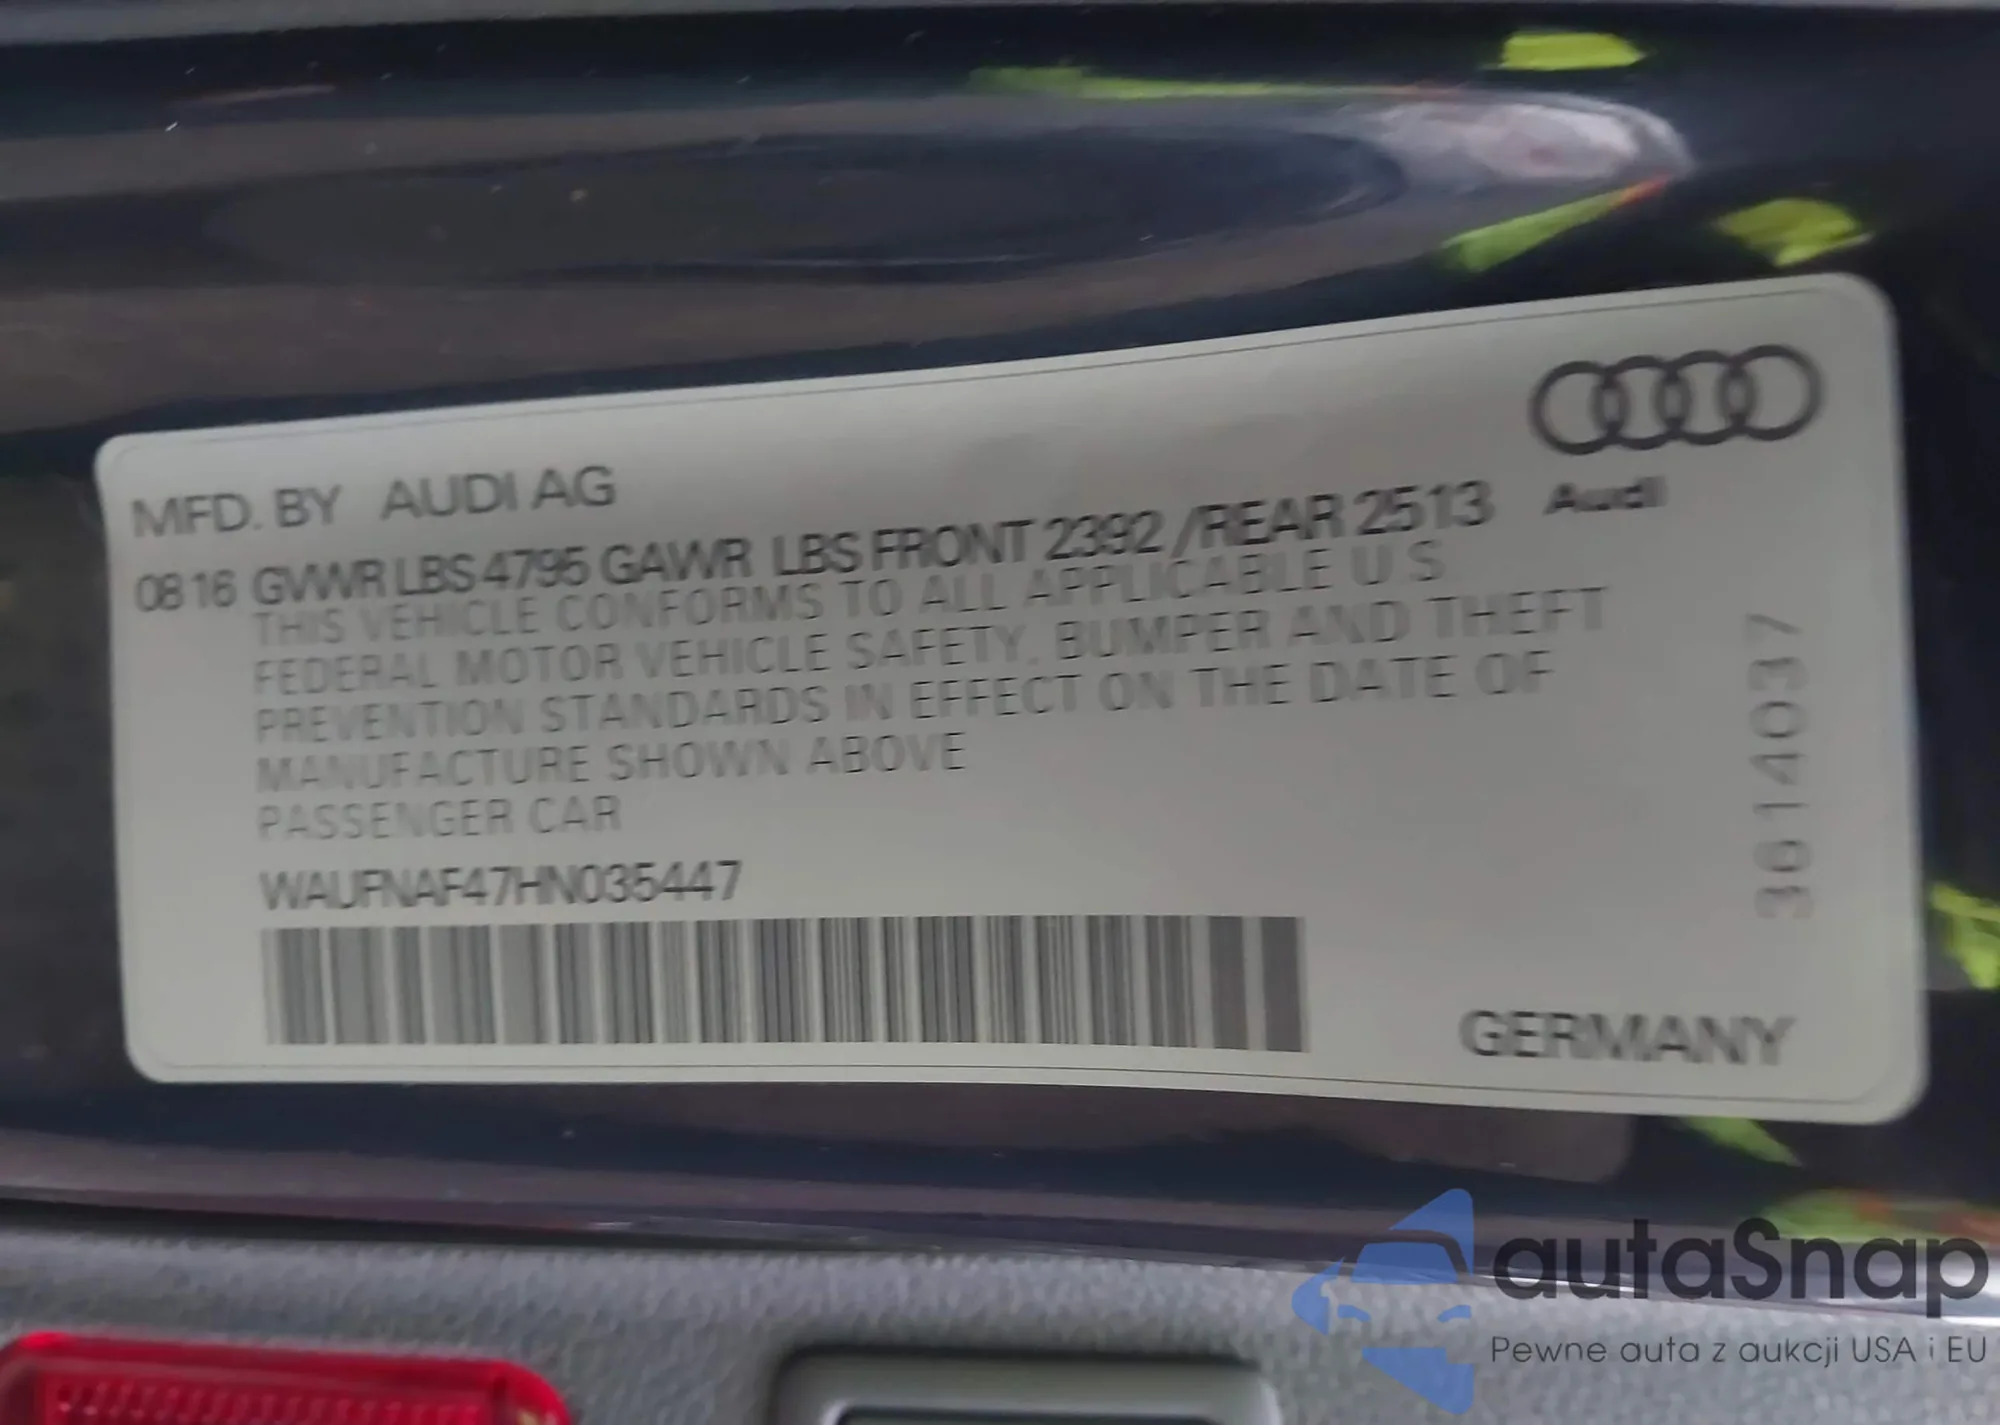 MFD. BY AUDI AG
Audi
08 16 GVWR LBS 4795 GAWR LBS FRONT 2392 /REAR 2513
THIS VEHICLE CONFORMS TO ALL APPLICABLE U S
FEDERAL MOTOR VEHICLE SAFETY, BUMPER AND THEFT
PREVENTION STANDARDS IN EFFECT ON THE DATE OF
MANUFACTURE SHOWN ABOVE
PASSENGER CAR
WAUFNAF47HN035447
3614037
GERMANY
autaSnap
Pewne auta z aukcji USA i EU